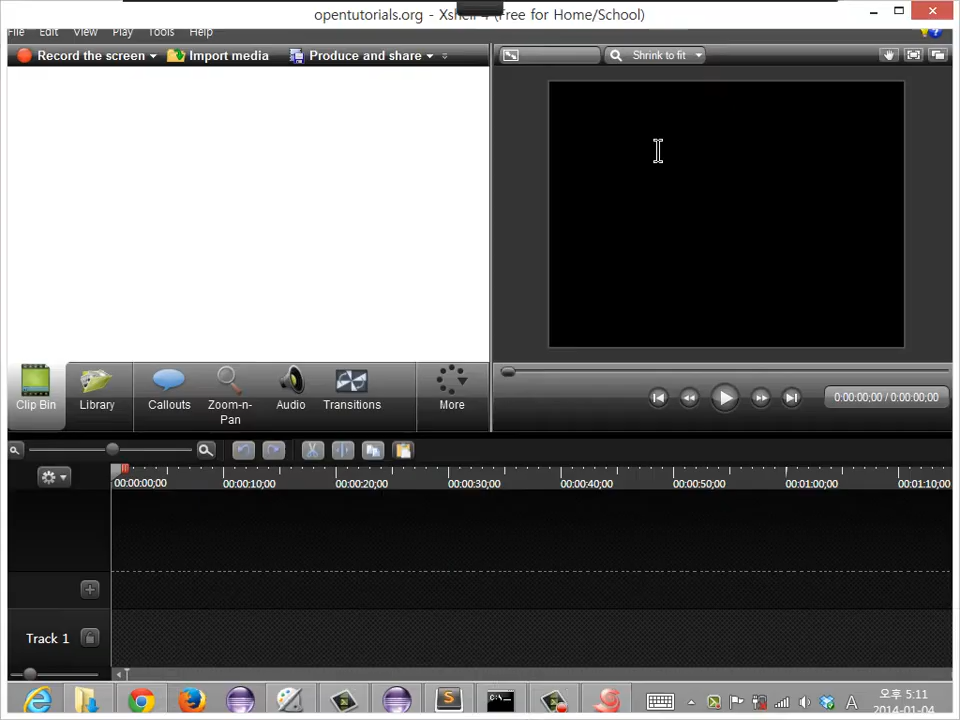 opentutorials.org - Xshell 4 (Free for Home/School)
File Edit View Play Tools Help
Record the screen Import media Produce and share
Shrink to fit
Clip Bin Library Callouts Zoom-n-Pan Audio Transitions More
0:00:00;00 / 0:00:00;00
00:00:00;00 00:00:10;00 00:00:20;00 00:00:30;00 00:00:40;00 00:00:50;00 00:01:00;00 00:01:10;00
Track 1
오후 5:11
2014-01-04